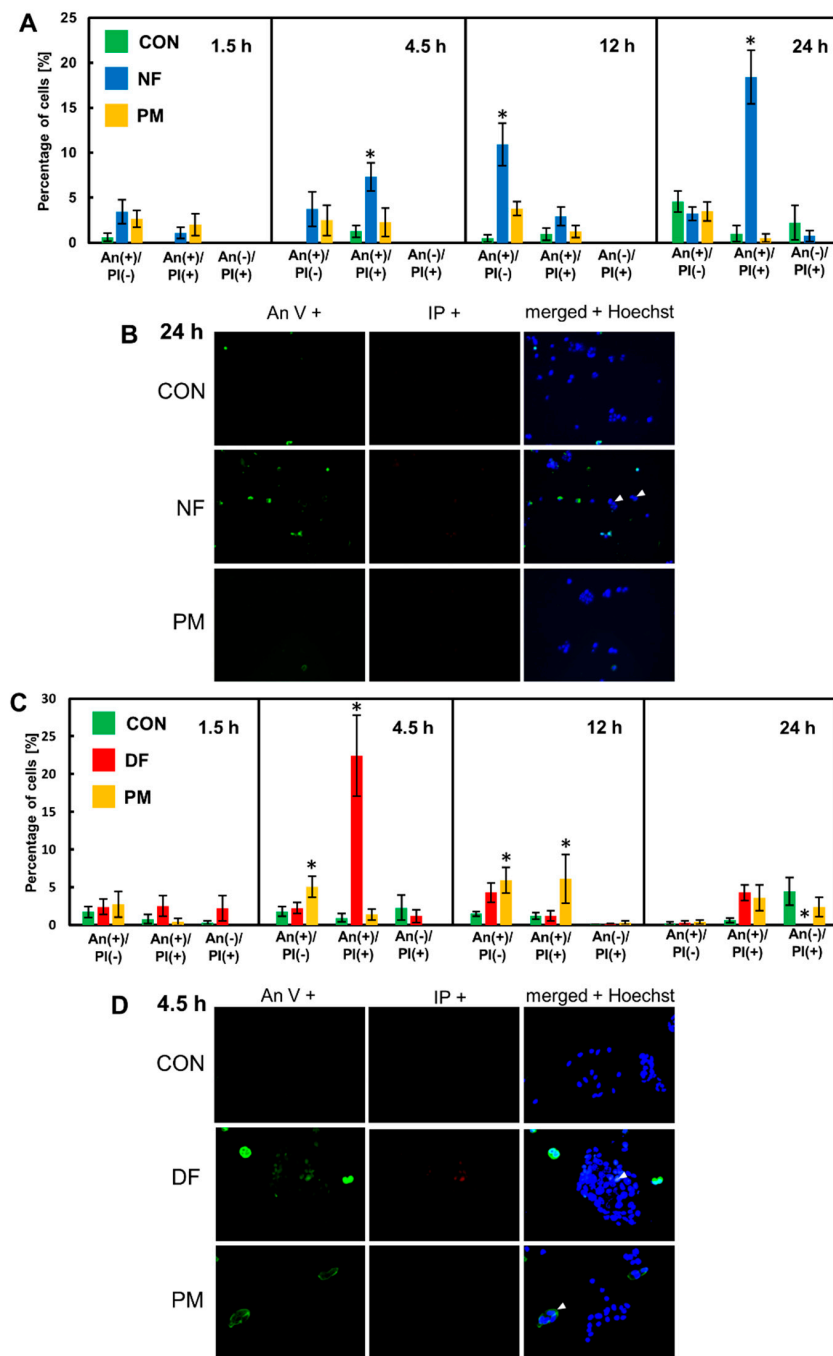 A
25
20
15
10
5
0
Percentage of cells [%]
CON
NF
PM
1.5 h
4.5 h
12 h
24 h
*
*
*
An(+)/ An(+)/ An(-)/ An(+)/ An(+)/ An(-)/ An(+)/ An(+)/ An(-)/ An(+)/ An(+)/ An(-)/
PI(-) PI(+) PI(+) PI(-) PI(+) PI(+) PI(-) PI(+) PI(+) PI(-) PI(+) PI(+)
B 24 h
An V + IP + merged + Hoechst
CON
NF
PM
C
30
25
20
15
10
5
0
Percentage of cells [%]
CON
DF
PM
1.5 h
4.5 h
12 h
24 h
*
*
*
*
*
An(+)/ An(+)/ An(-)/ An(+)/ An(+)/ An(-)/ An(+)/ An(+)/ An(-)/ An(+)/ An(+)/ An(-)/
PI(-) PI(+) PI(+) PI(-) PI(+) PI(+) PI(-) PI(+) PI(+) PI(-) PI(+) PI(+)
D 4.5 h
An V + IP + merged + Hoechst
CON
DF
PM